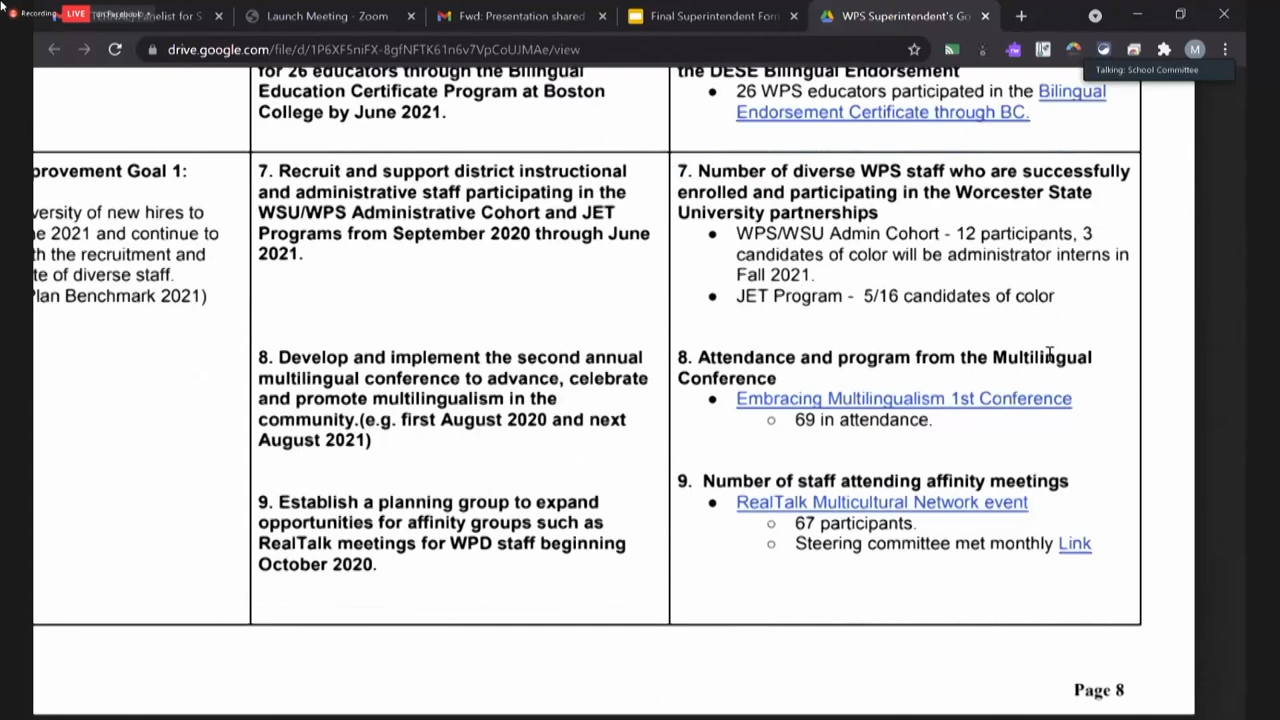 Recording
LIVE
on Facebook
Launch Meeting - Zoom
Fwd: Presentation shared
Final Superintendent Form
WPS Superintendent's Go
drive.google.com/file/d/1P6XF5niFX-8gfNFTK61n6v7VpCoUJMAe/view
M
Talking: School Committee
for 26 educators through the Bilingual
Education Certificate Program at Boston
College by June 2021.
the DESE Bilingual Endorsement
● 26 WPS educators participated in the Bilingual
Endorsement Certificate through BC.
provement Goal 1:
versity of new hires to
ne 2021 and continue to
th the recruitment and
te of diverse staff.
Plan Benchmark 2021)
7. Recruit and support district instructional
and administrative staff participating in the
WSU/WPS Administrative Cohort and JET
Programs from September 2020 through June
2021.
7. Number of diverse WPS staff who are successfully
enrolled and participating in the Worcester State
University partnerships
● WPS/WSU Admin Cohort - 12 participants, 3
candidates of color will be administrator interns in
Fall 2021.
● JET Program - 5/16 candidates of color
8. Develop and implement the second annual
multilingual conference to advance, celebrate
and promote multilingualism in the
community.(e.g. first August 2020 and next
August 2021)
8. Attendance and program from the Multilingual
Conference
● Embracing Multilingualism 1st Conference
○ 69 in attendance.
9. Establish a planning group to expand
opportunities for affinity groups such as
RealTalk meetings for WPD staff beginning
October 2020.
9. Number of staff attending affinity meetings
● RealTalk Multicultural Network event
○ 67 participants.
○ Steering committee met monthly Link
Page 8